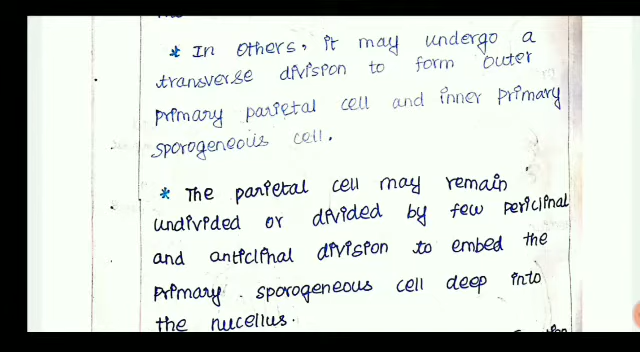 * In others, it may undergo a
transverse division to form outer
primary parietal cell and inner primary
sporogeneous cell.
* The parietal cell may remain
undivided or divided by few periclinal
and anticlinal division to embed the
primary sporogeneous cell deep into
the nucellus.